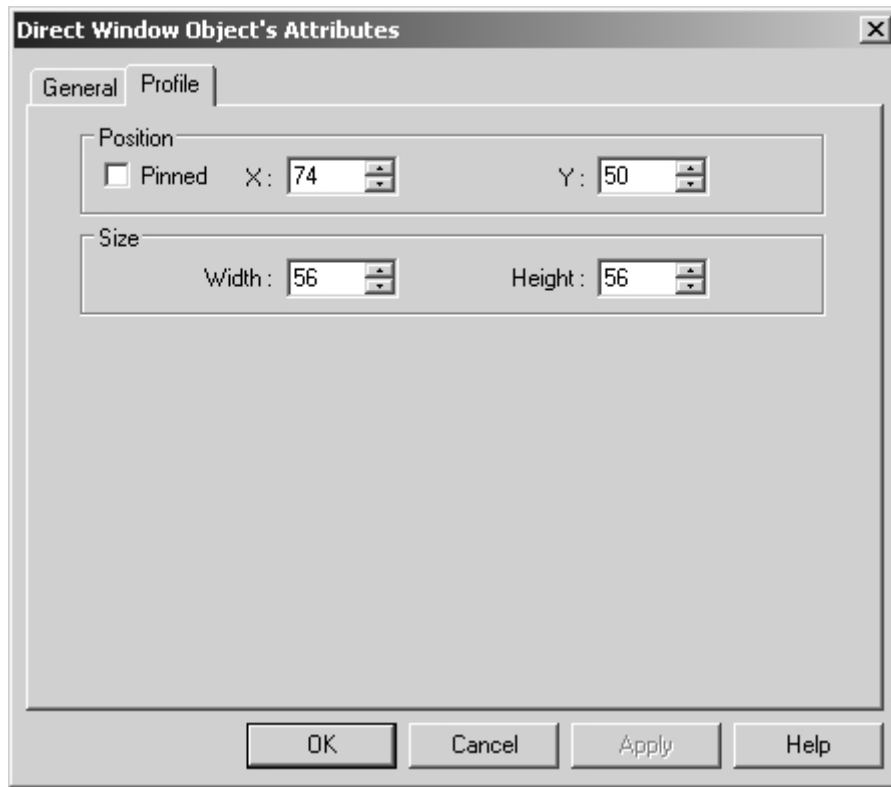 Direct Window Object's Attributes
General Profile
Position
Pinned X : 74 Y : 50
Size
Width : 56 Height : 56
OK Cancel Apply Help